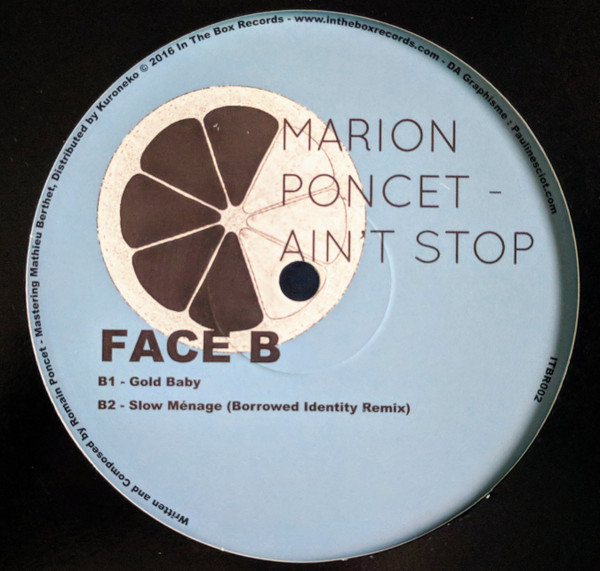 Written and Composed by Romain Poncet - Mastering Mathieu Berthet, Distributed by Kuroneko © 2016 In The Box Records - www.intheboxrecords.com - DA Graphisme : Paulinesciot.com
MARION
PONCET -
AIN'T STOP
FACE B
B1 - Gold Baby
B2 - Slow Ménage (Borrowed Identity Remix)
ITBR002